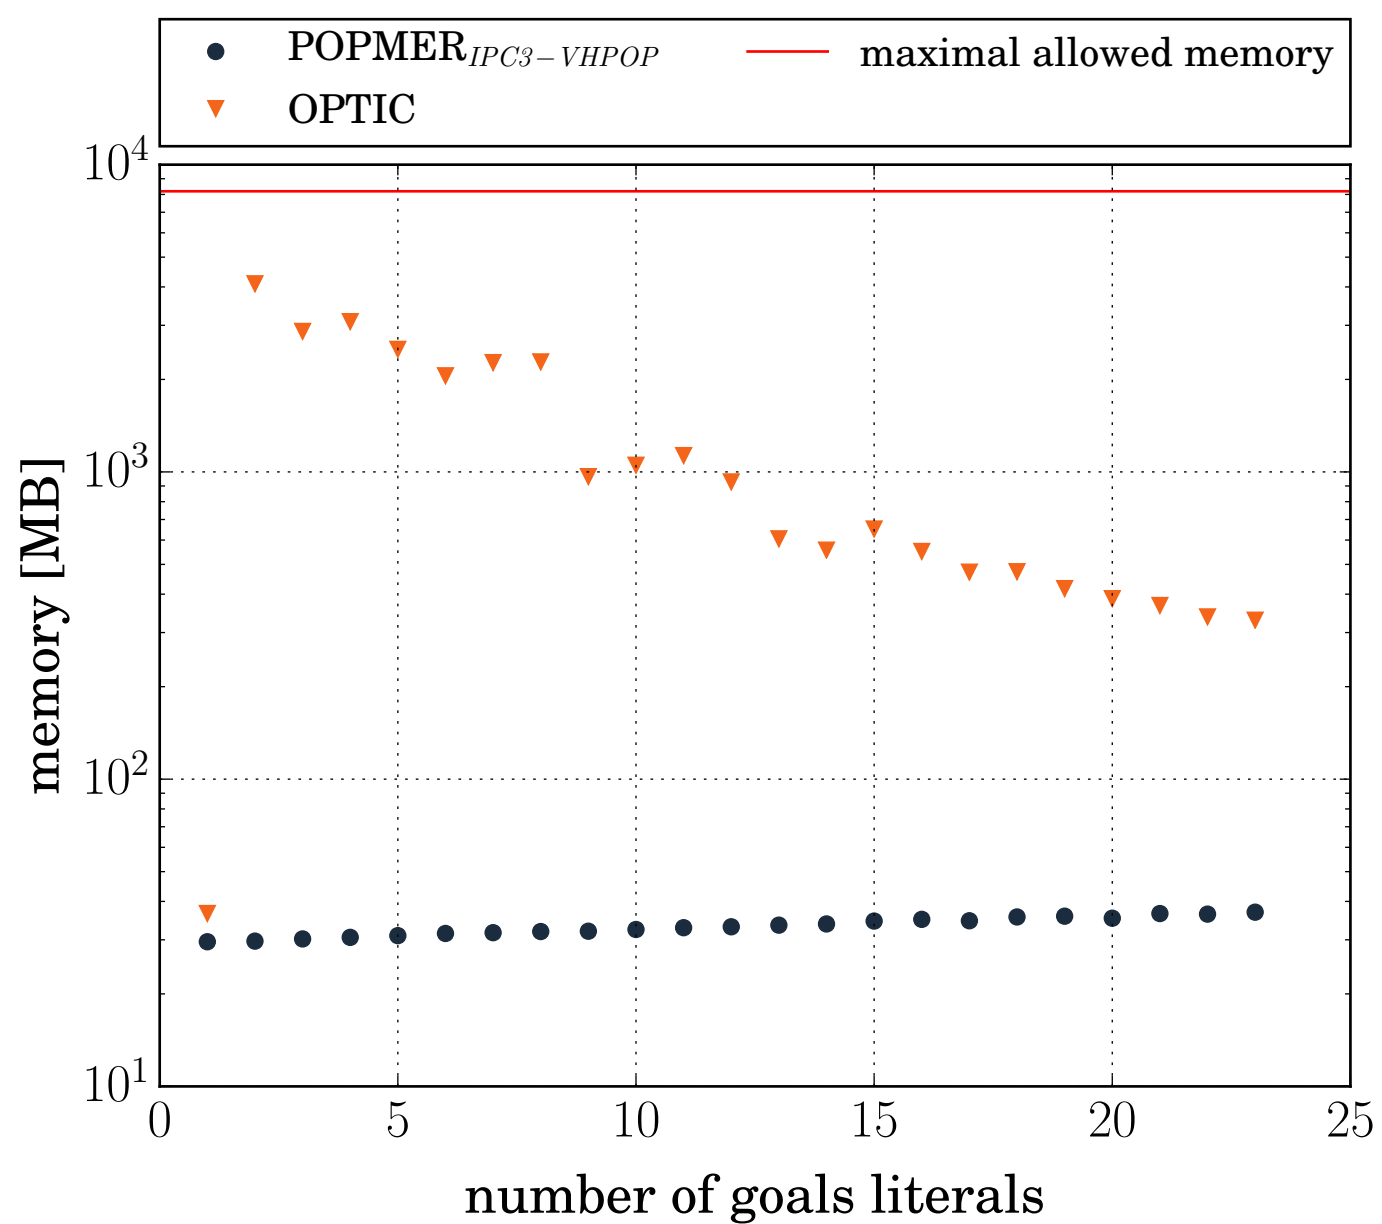 POPMER IPC3−VHPOP
maximal allowed memory
OPTIC
10^4
10^3
10^2
10^1
memory [MB]
0 5 10 15 20 25
number of goals literals